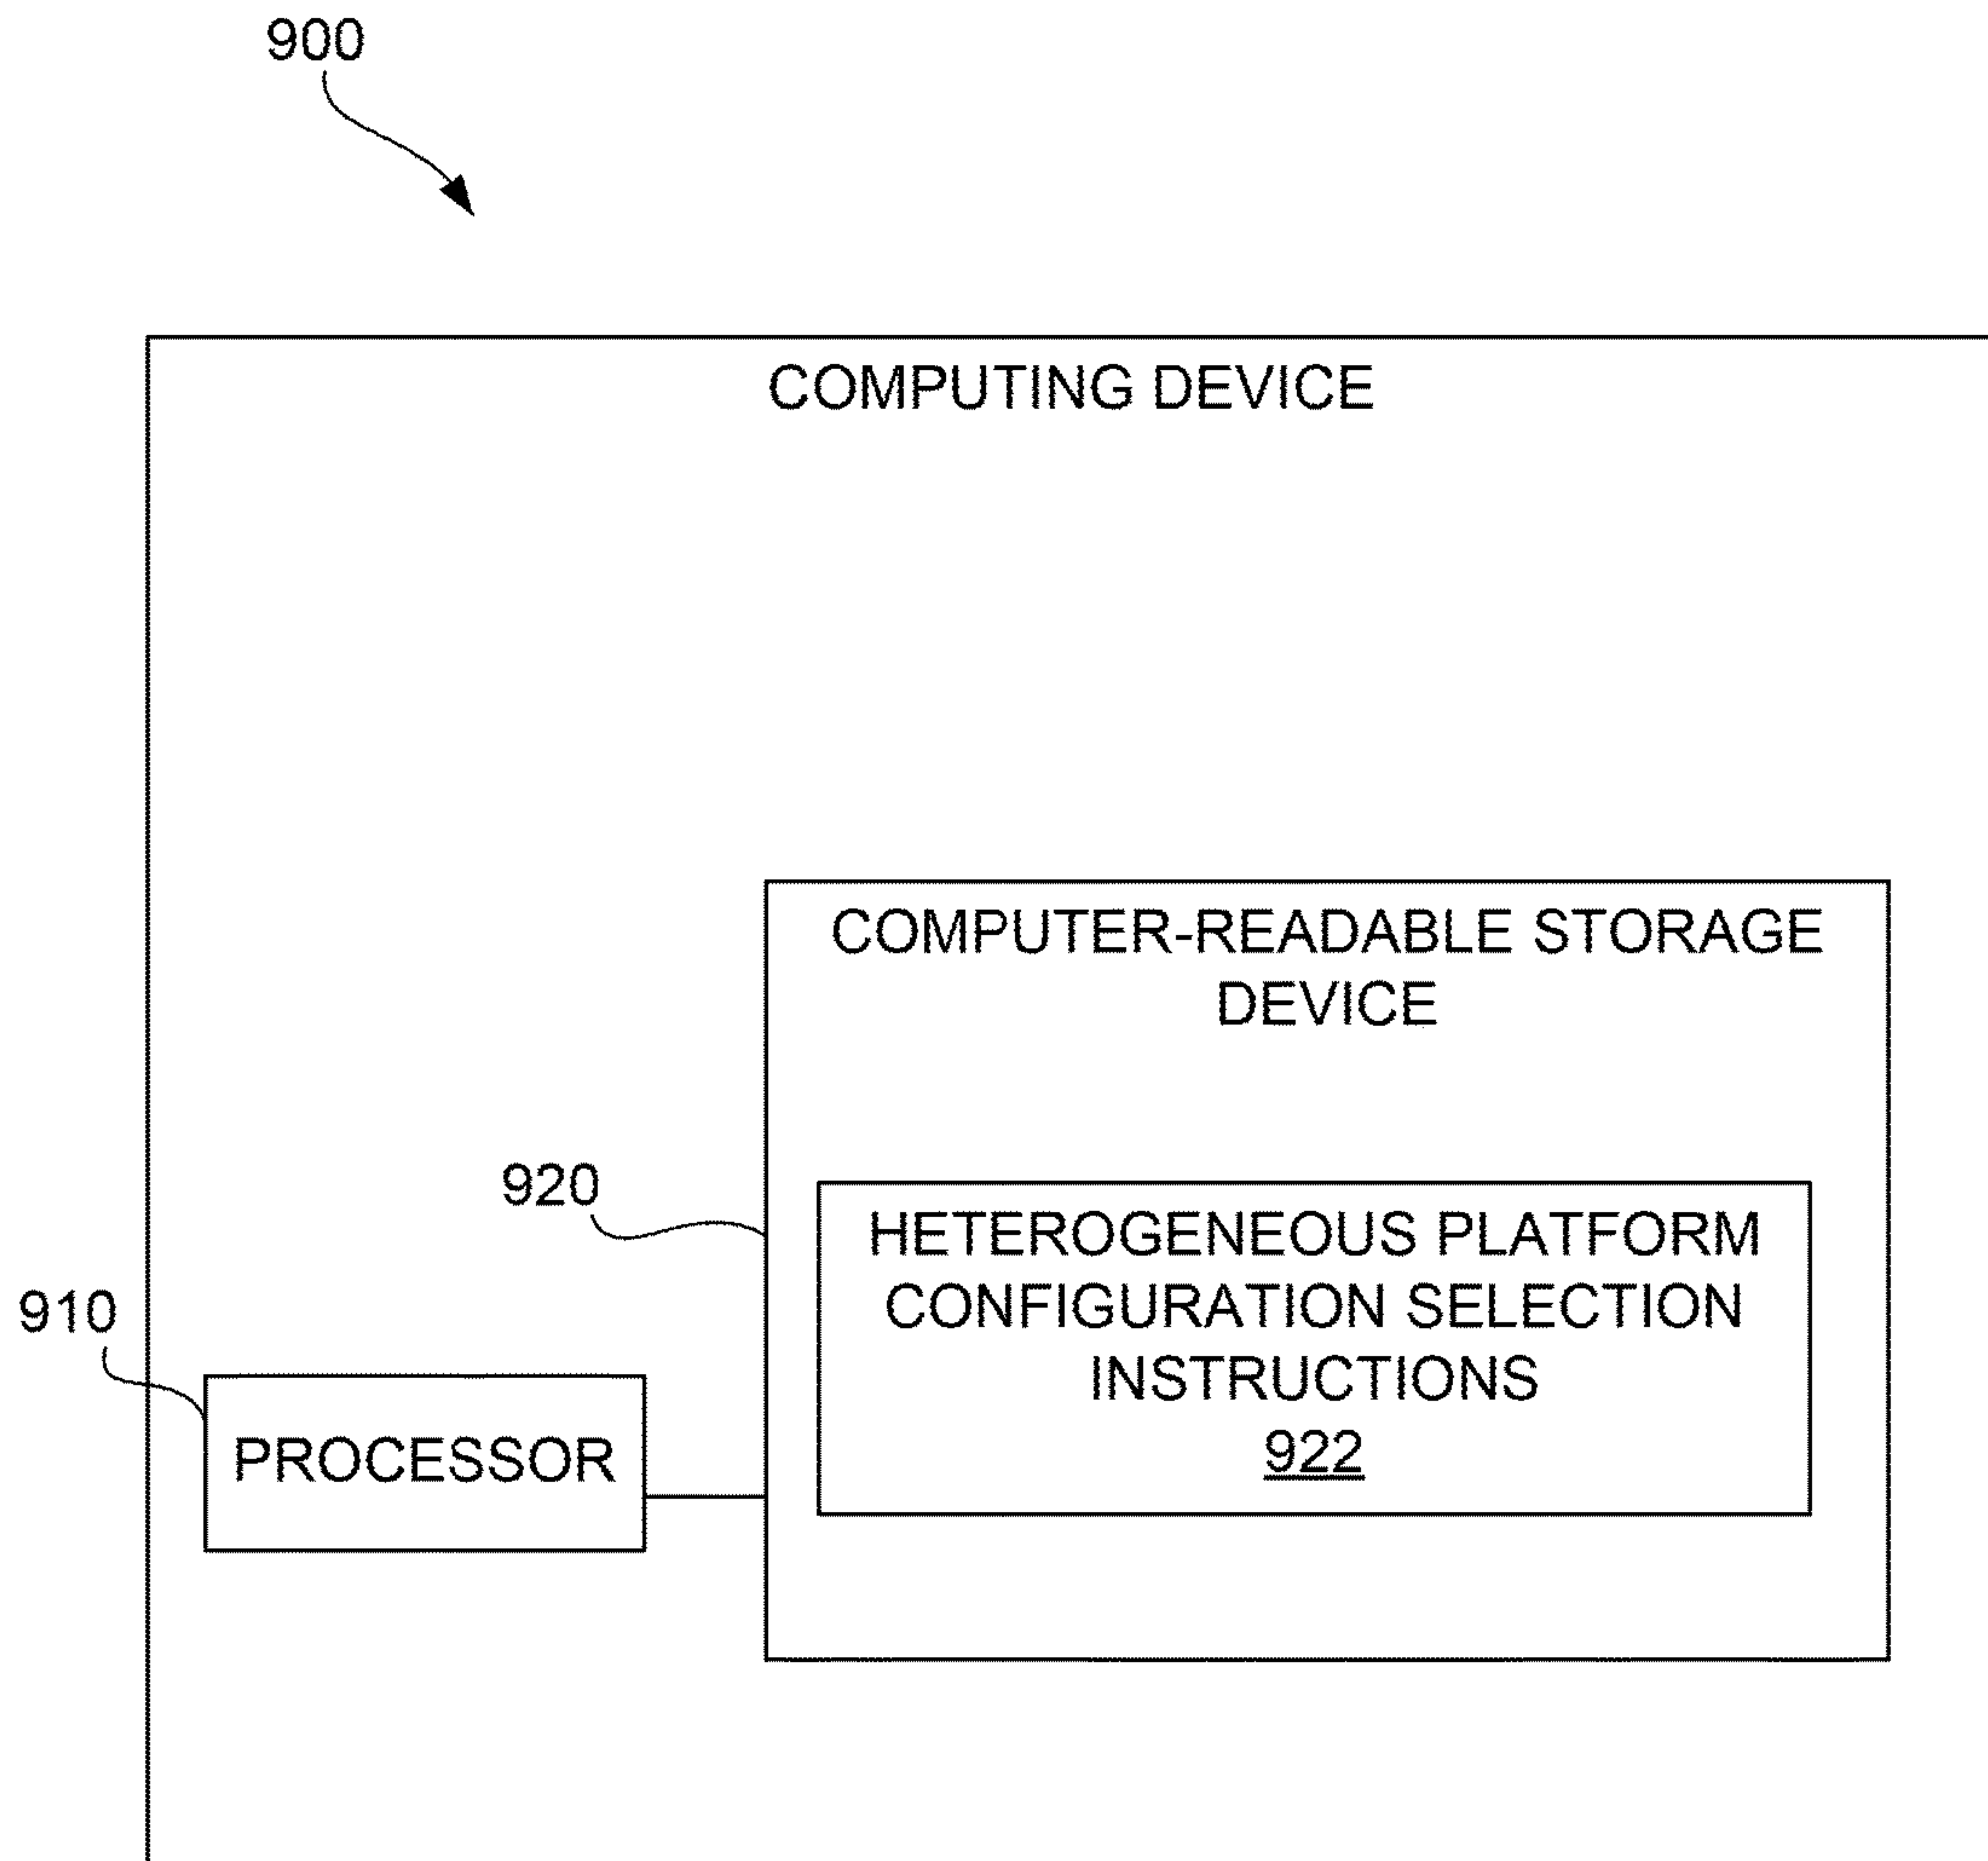 900
COMPUTING DEVICE
COMPUTER-READABLE STORAGE
DEVICE
920
HETEROGENEOUS PLATFORM
CONFIGURATION SELECTION
INSTRUCTIONS
922
910
PROCESSOR